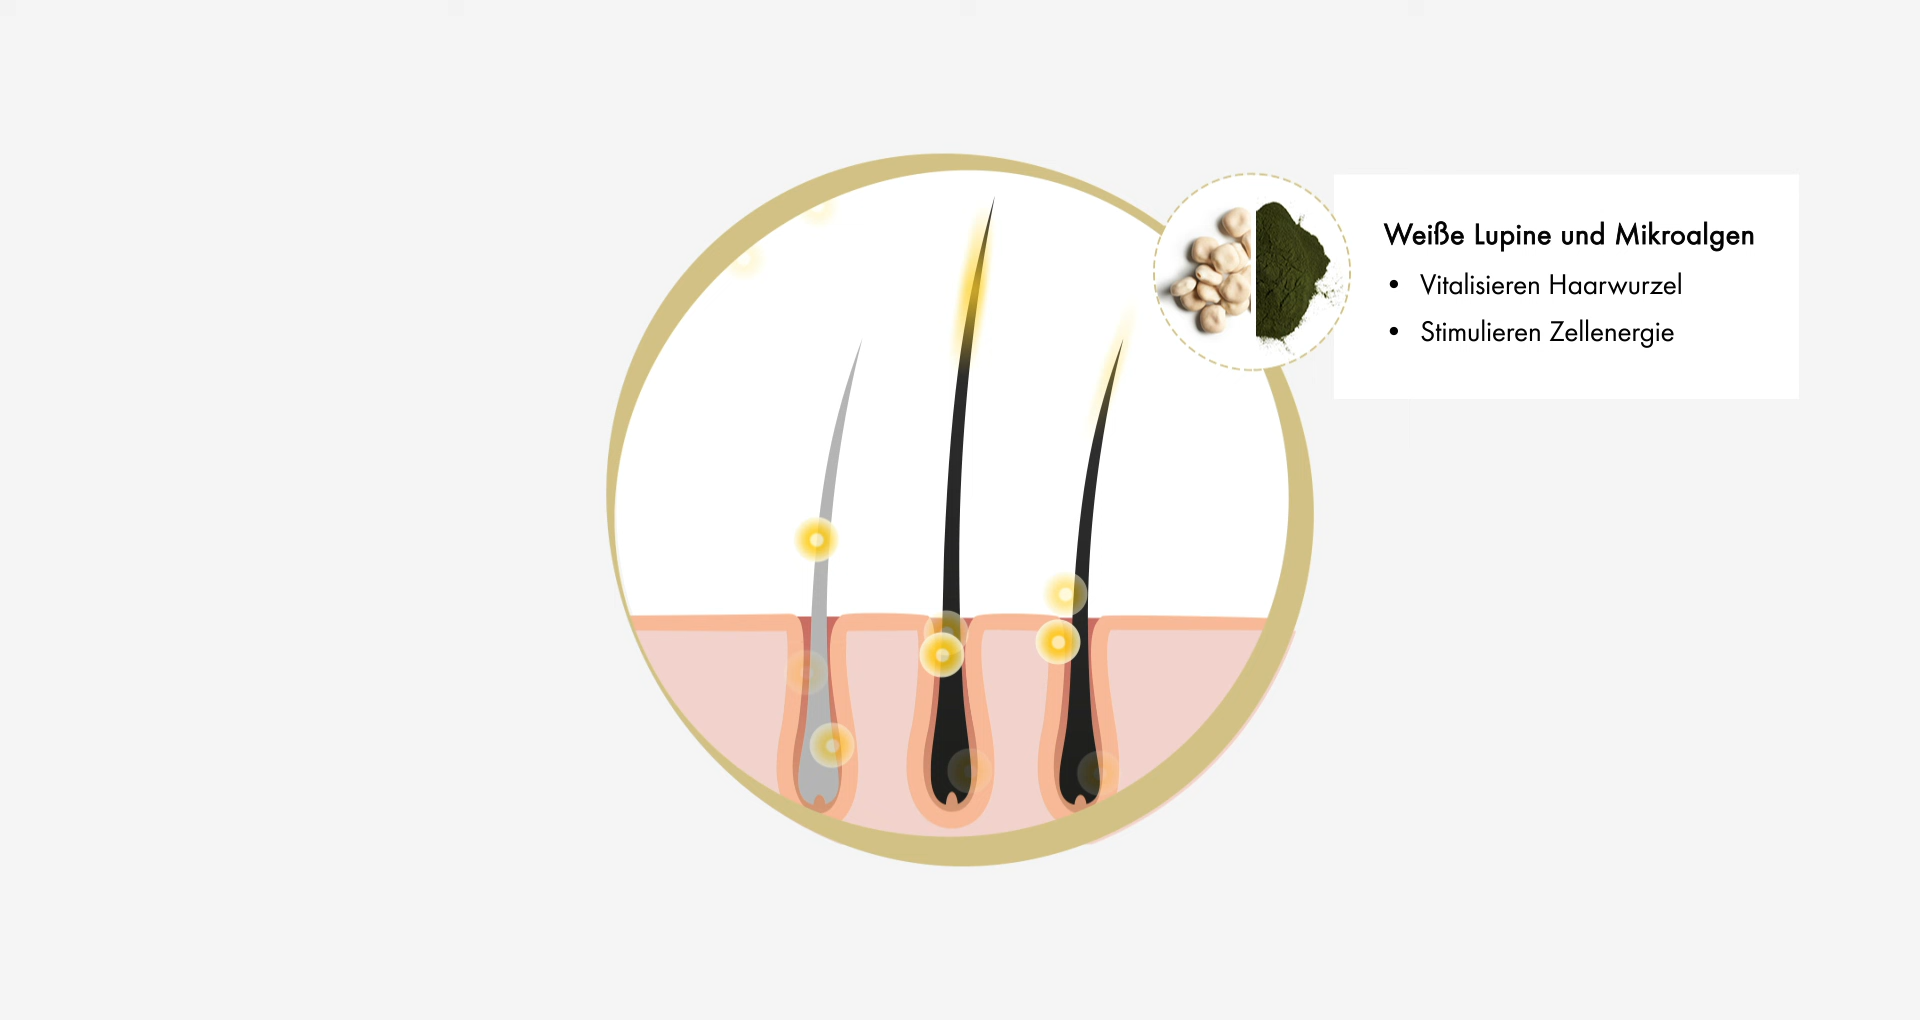 Weiße Lupine und Mikroalgen
• Vitalisieren Haarwurzel
• Stimulieren Zellenergie